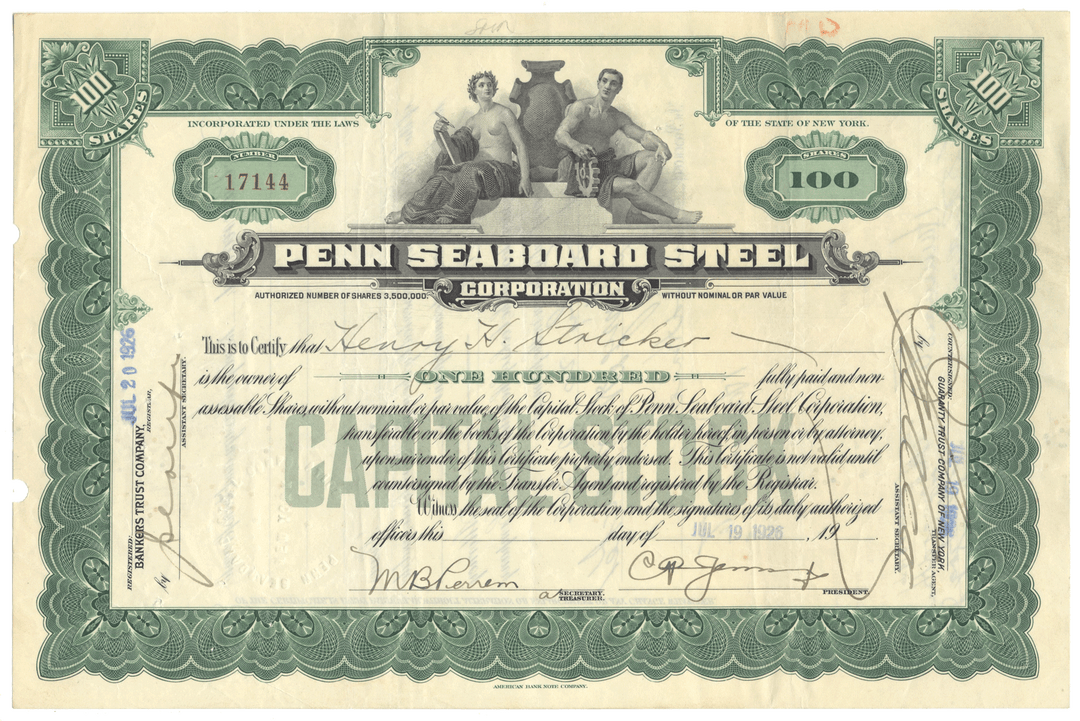 100
SHARES
100
SHARES
INCORPORATED UNDER THE LAWS
OF THE STATE OF NEW YORK.
NUMBER
17144
SHARES
100
PENN SEABOARD STEEL
CORPORATION
AUTHORIZED NUMBER OF SHARES 3,500,000.
WITHOUT NOMINAL OR PAR VALUE
This is to Certify that Henry H. Stricker
is the owner of ONE HUNDRED fully paid and non-
assessable Shares, without nominal or par value, of the Capital Stock of Penn Seaboard Steel Corporation,
transferable on the books of the Corporation by the holder hereof, in person or by attorney,
upon surrender of this Certificate properly endorsed. This Certificate is not valid until
countersigned by the Transfer Agent and registered by the Registrar.
Witness, the seal of the Corporation and the signatures of its duly authorized
officers this day of JUL 19 1926, 19
CAPITAL STOCK
SECRETARY.
TREASURER.
PRESIDENT.
JUL 20 1926
REGISTERED:
BANKERS TRUST COMPANY,
REGISTRAR,
by
ASSISTANT SECRETARY.
COUNTERSIGNED:
GUARANTY TRUST COMPANY OF NEW YORK,
TRANSFER AGENT,
by
ASSISTANT SECRETARY.
AMERICAN BANK NOTE COMPANY.